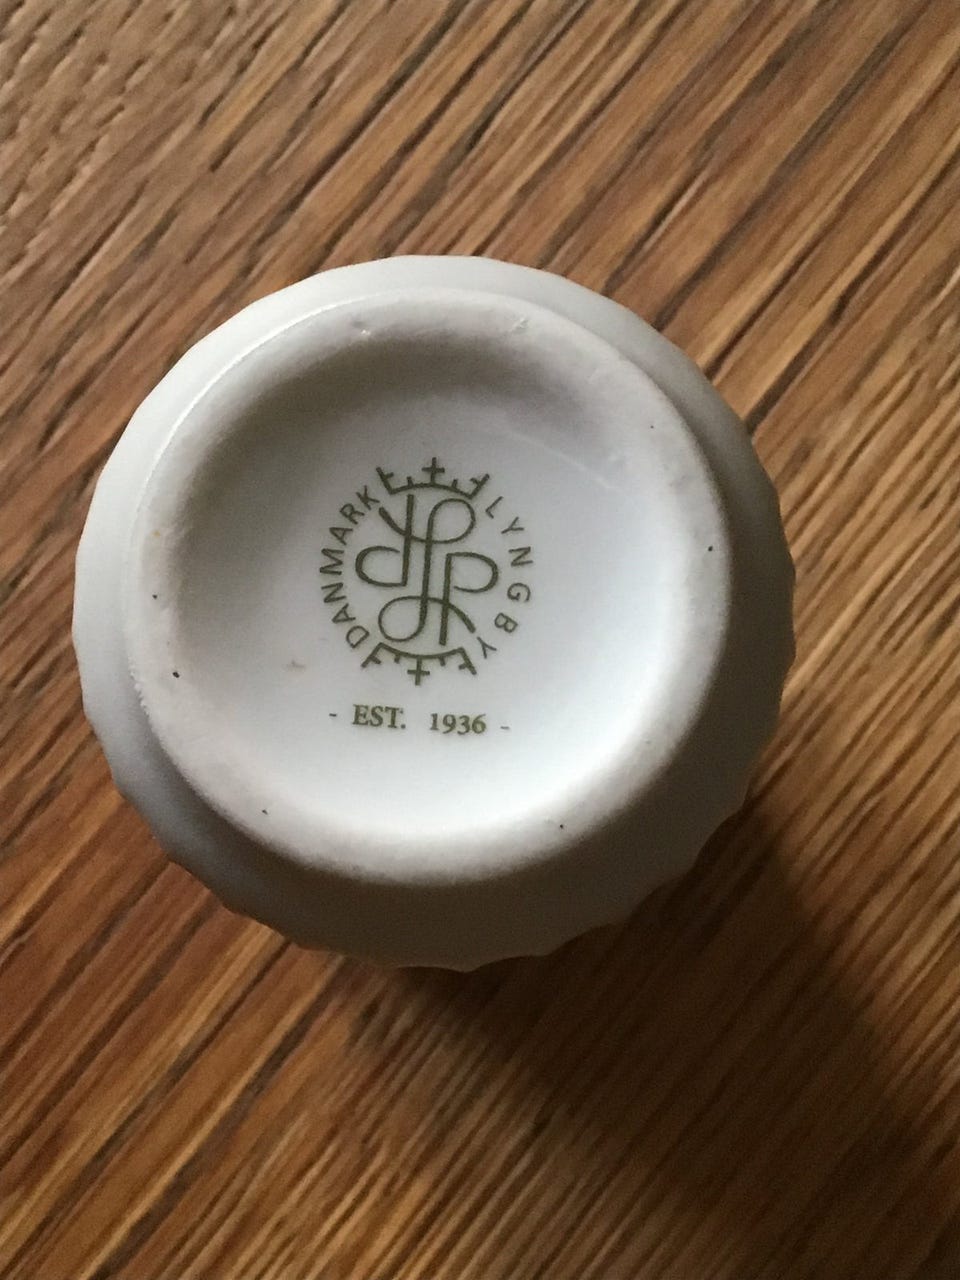 DANMARK LYNGBY
- EST. 1936 -